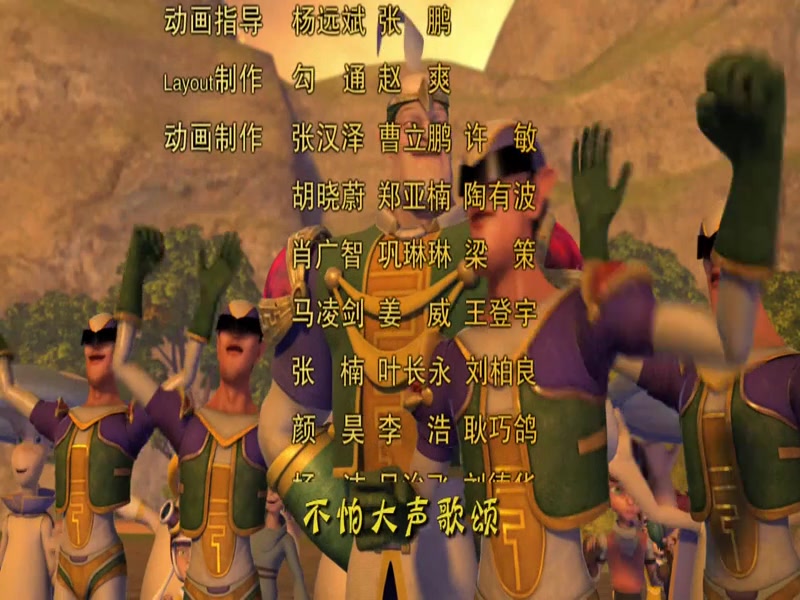 动画指导 杨远斌 张 鹏
Layout制作 勾 通 赵 爽
动画制作 张汉泽 曹立鹏 许 敏
胡晓蔚 郑亚楠 陶有波
肖广智 巩琳琳 梁 策
马凌剑 姜 威 王登宇
张 楠 叶长永 刘柏良
颜 昊 李 浩 耿巧鸽
不怕大声歌颂